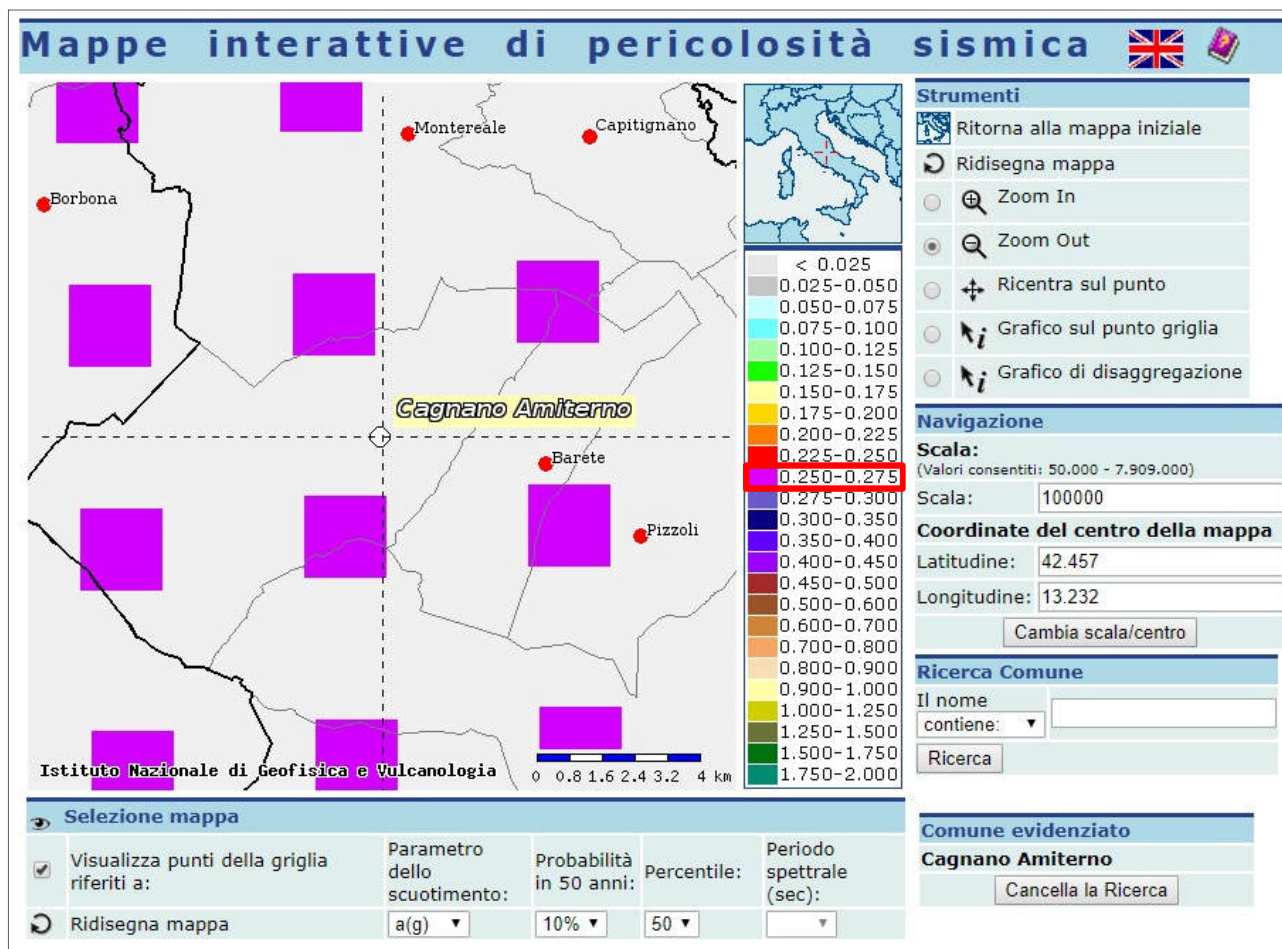 Mappe interattive di pericolosità sismica
Montereale
Capitignano
Borbona
Cagnano Amiterno
Barete
Pizzoli
Istituto Nazionale di Geofisica e Vulcanologia
0 0.8 1.6 2.4 3.2 4 km
< 0.025
0.025-0.050
0.050-0.075
0.075-0.100
0.100-0.125
0.125-0.150
0.150-0.175
0.175-0.200
0.200-0.225
0.225-0.250
0.250-0.275
0.275-0.300
0.300-0.350
0.350-0.400
0.400-0.450
0.450-0.500
0.500-0.600
0.600-0.700
0.700-0.800
0.800-0.900
0.900-1.000
1.000-1.250
1.250-1.500
1.500-1.750
1.750-2.000
Strumenti
Ritorna alla mappa iniziale
Ridisegna mappa
Zoom In
Zoom Out
Ricentra sul punto
i Grafico sul punto griglia
i Grafico di disaggregazione
Navigazione
Scala:
(Valori consentiti: 50.000 - 7.909.000)
Scala: 100000
Coordinate del centro della mappa
Latitudine: 42.457
Longitudine: 13.232
Cambia scala/centro
Ricerca Comune
Il nome
contiene:
Ricerca
Selezione mappa
Visualizza punti della griglia
riferiti a:
Parametro
dello
scuotimento:
Probabilità
in 50 anni:
Percentile:
Periodo
spettrale
(sec):
Ridisegna mappa
a(g)
10%
50
Comune evidenziato
Cagnano Amiterno
Cancella la Ricerca